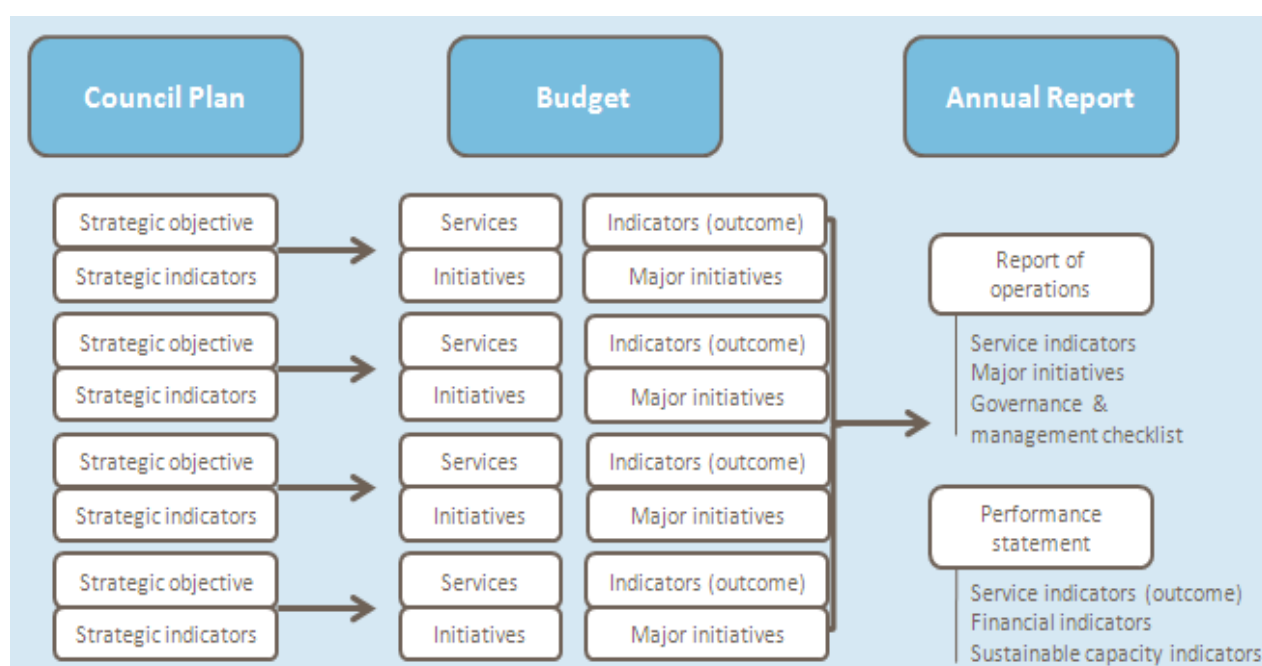 Council Plan
Budget
Annual Report
Strategic objective
Strategic indicators
Strategic objective
Strategic indicators
Strategic objective
Strategic indicators
Strategic objective
Strategic indicators
Services
Initiatives
Services
Initiatives
Services
Initiatives
Services
Initiatives
Indicators (outcome)
Major initiatives
Indicators (outcome)
Major initiatives
Indicators (outcome)
Major initiatives
Indicators (outcome)
Major initiatives
Report of
operations
Service indicators
Major initiatives
Governance &
management checklist
Performance
statement
Service indicators (outcome)
Financial indicators
Sustainable capacity indicators